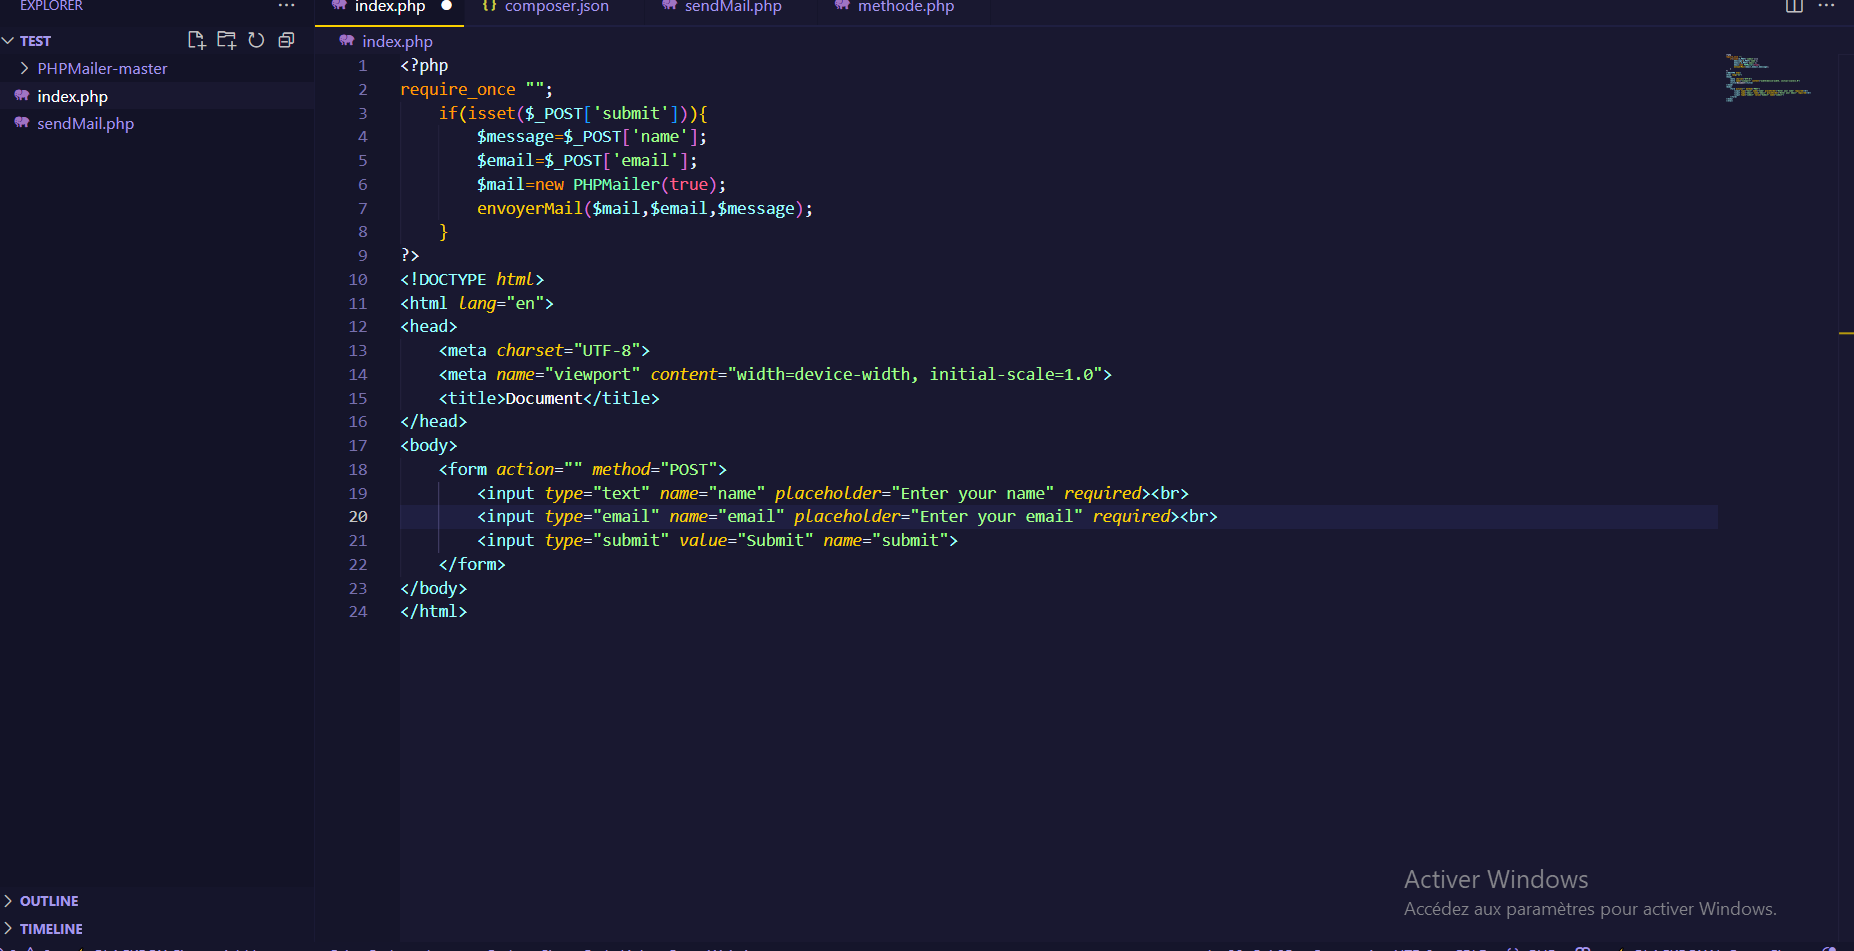 EXPLORER
TEST
PHPMailer-master
index.php
sendMail.php
index.php
composer.json
sendMail.php
methode.php
index.php
1 <?php
2 require_once "";
3 if(isset($_POST['submit'])){
4 $message=$_POST['name'];
5 $email=$_POST['email'];
6 $mail=new PHPMailer(true);
7 envoyerMail($mail,$email,$message);
8 }
9 ?>
10 <!DOCTYPE html>
11 <html lang="en">
12 <head>
13 <meta charset="UTF-8">
14 <meta name="viewport" content="width=device-width, initial-scale=1.0">
15 <title>Document</title>
16 </head>
17 <body>
18 <form action="" method="POST">
19 <input type="text" name="name" placeholder="Enter your name" required><br>
20 <input type="email" name="email" placeholder="Enter your email" required><br>
21 <input type="submit" value="Submit" name="submit">
22 </form>
23 </body>
24 </html>
OUTLINE
TIMELINE
Activer Windows
Accédez aux paramètres pour activer Windows.